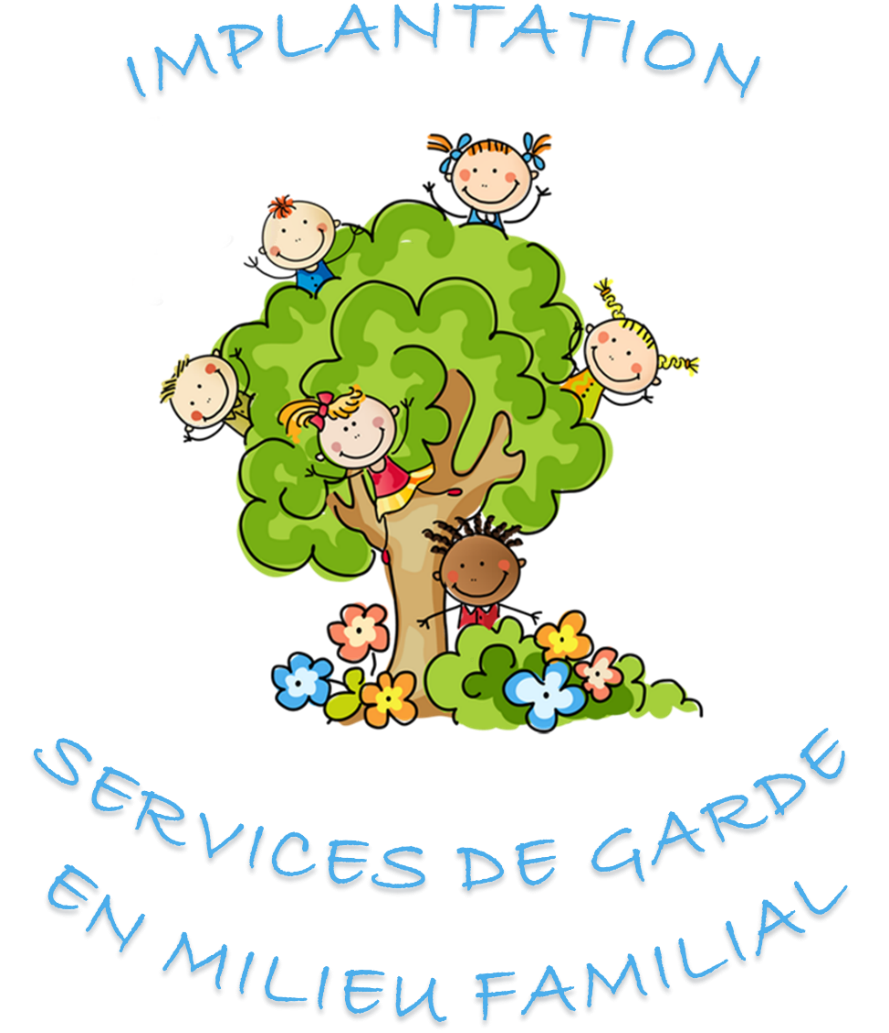 IMPLANTATION
SERVICES DE GARDE
EN MILIEU FAMILIAL